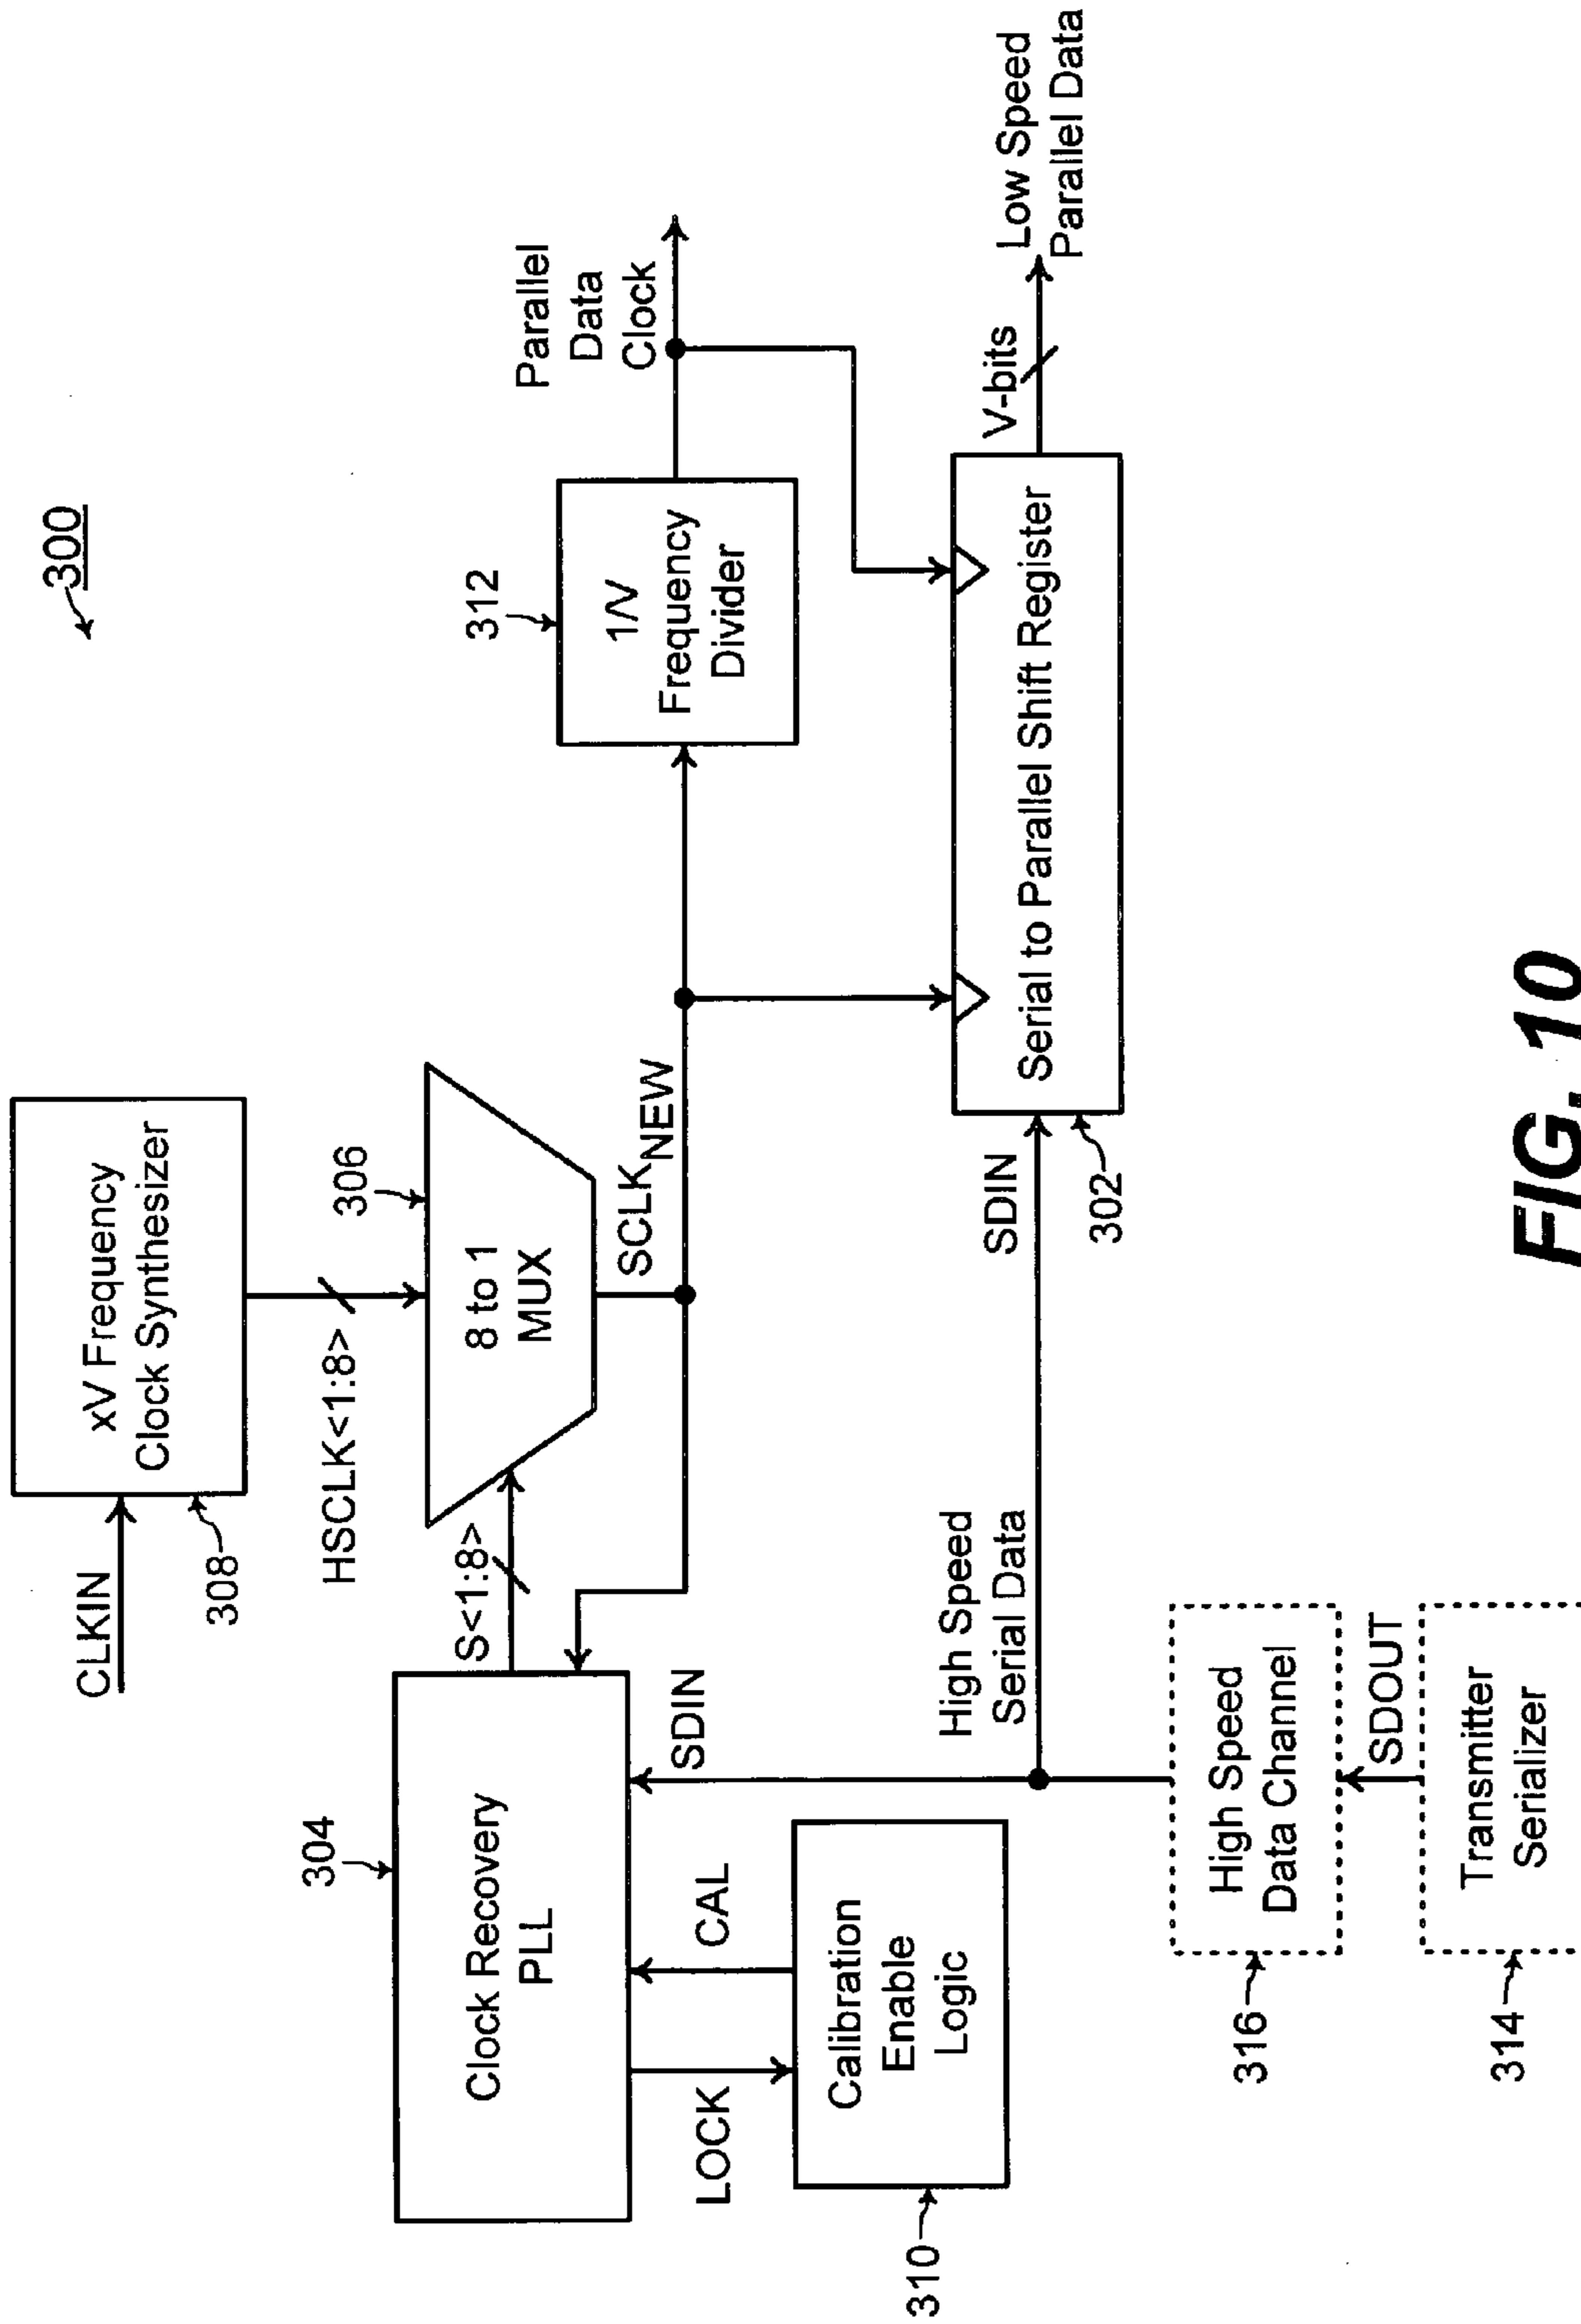 300
CLKIN
xV Frequency
Clock Synthesizer
308
HSCLK<1:8>
306
8 to 1
MUX
S<1:8>
SCLKNEW
304
Clock Recovery
PLL
SDIN
LOCK
CAL
310
Calibration
Enable
Logic
312
1/V
Frequency
Divider
Parallel
Data
Clock
High Speed
Serial Data
SDIN
302
Serial to Parallel Shift Register
V-bits
Low Speed
Parallel Data
316
High Speed
Data Channel
SDOUT
314
Transmitter
Serializer
FIG. 10